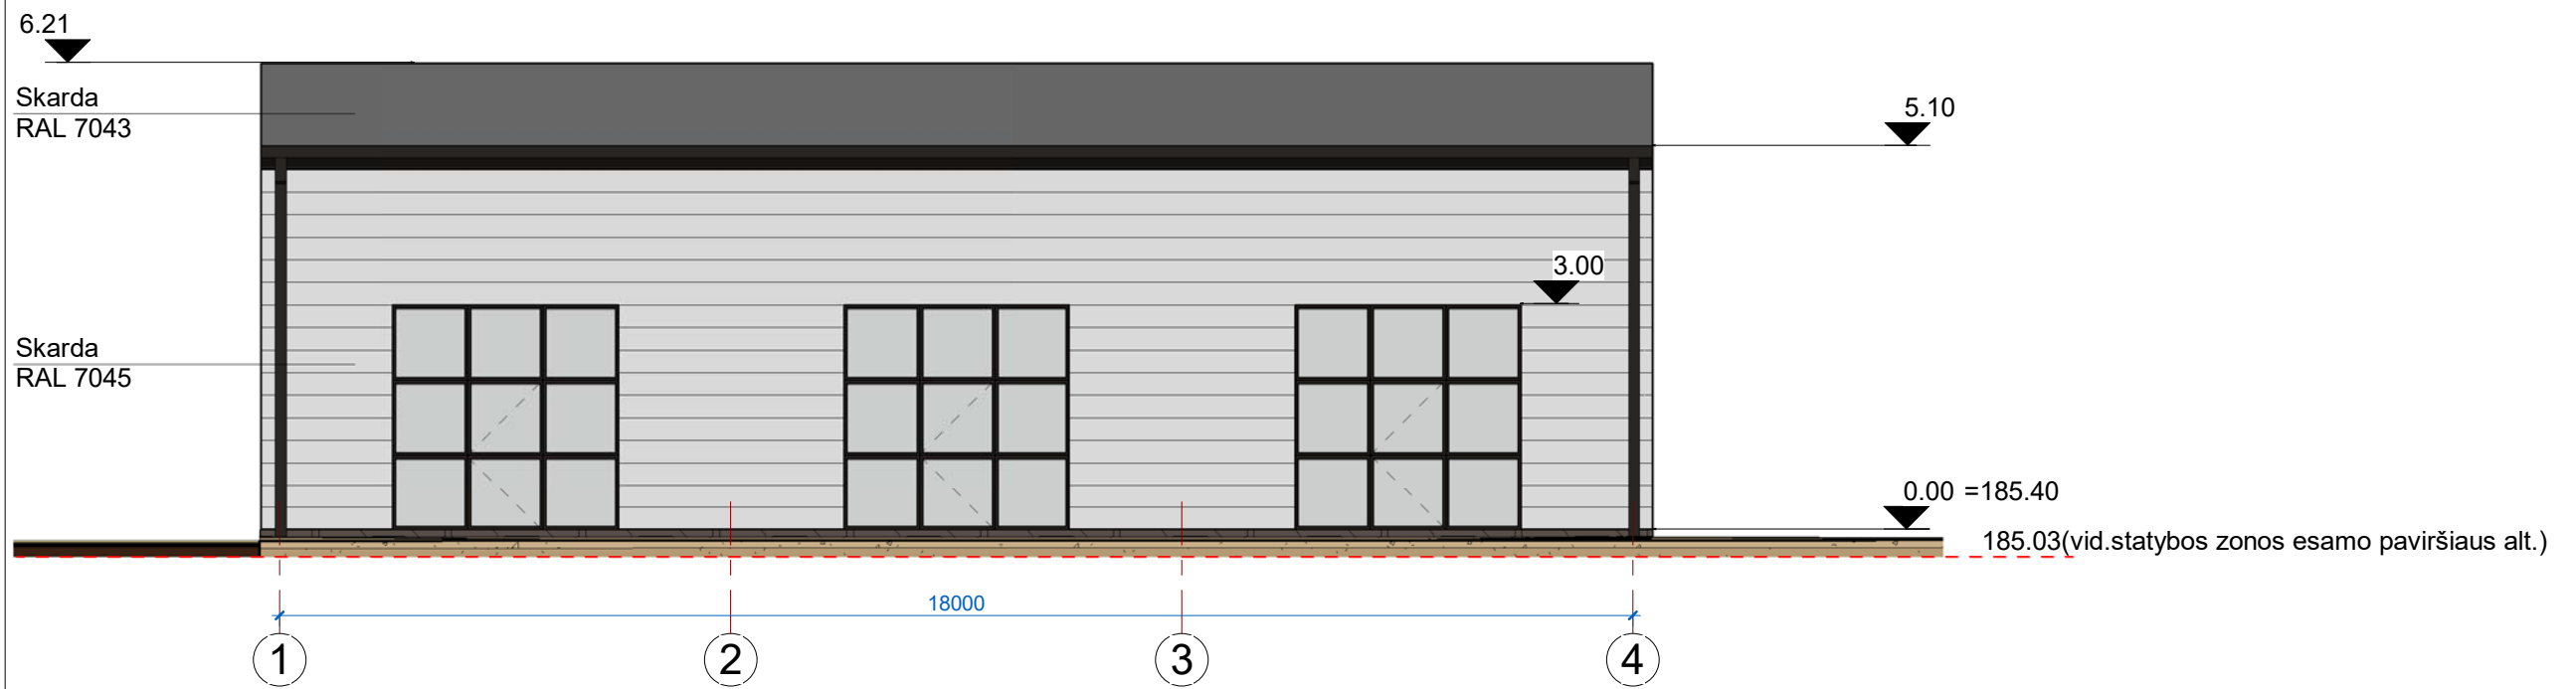 6.21
Skarda
RAL 7043
5.10
3.00
Skarda
RAL 7045
0.00 =185.40
185.03(vid.statybos zonos esamo paviršiaus alt.)
18000
1 2 3 4